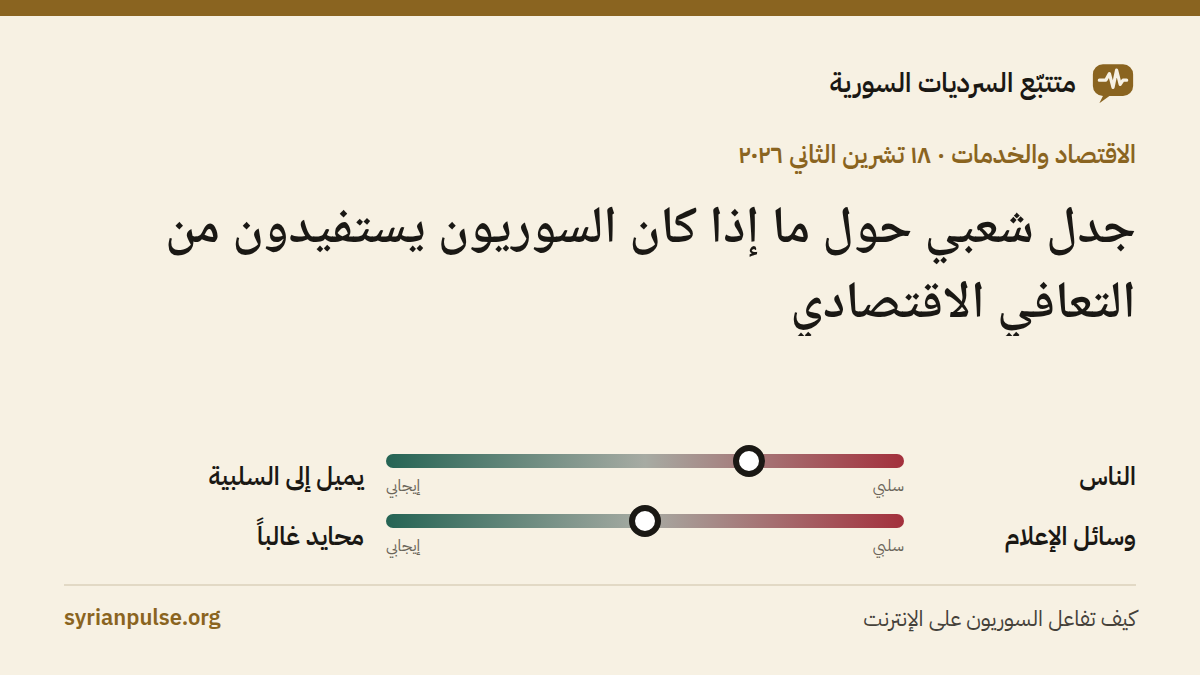 متتبّع السرديات السورية
الاقتصاد والخدمات · ١٨ تشرين الثاني ٢٠٢٦
جدل شعبي حول ما إذا كان السوريون يستفيدون من
التعافي الاقتصادي
الناس
سلبي
إيجابي
يميل إلى السلبية
وسائل الإعلام
سلبي
إيجابي
محايد غالباً
كيف تفاعل السوريون على الإنترنت
syrianpulse.org